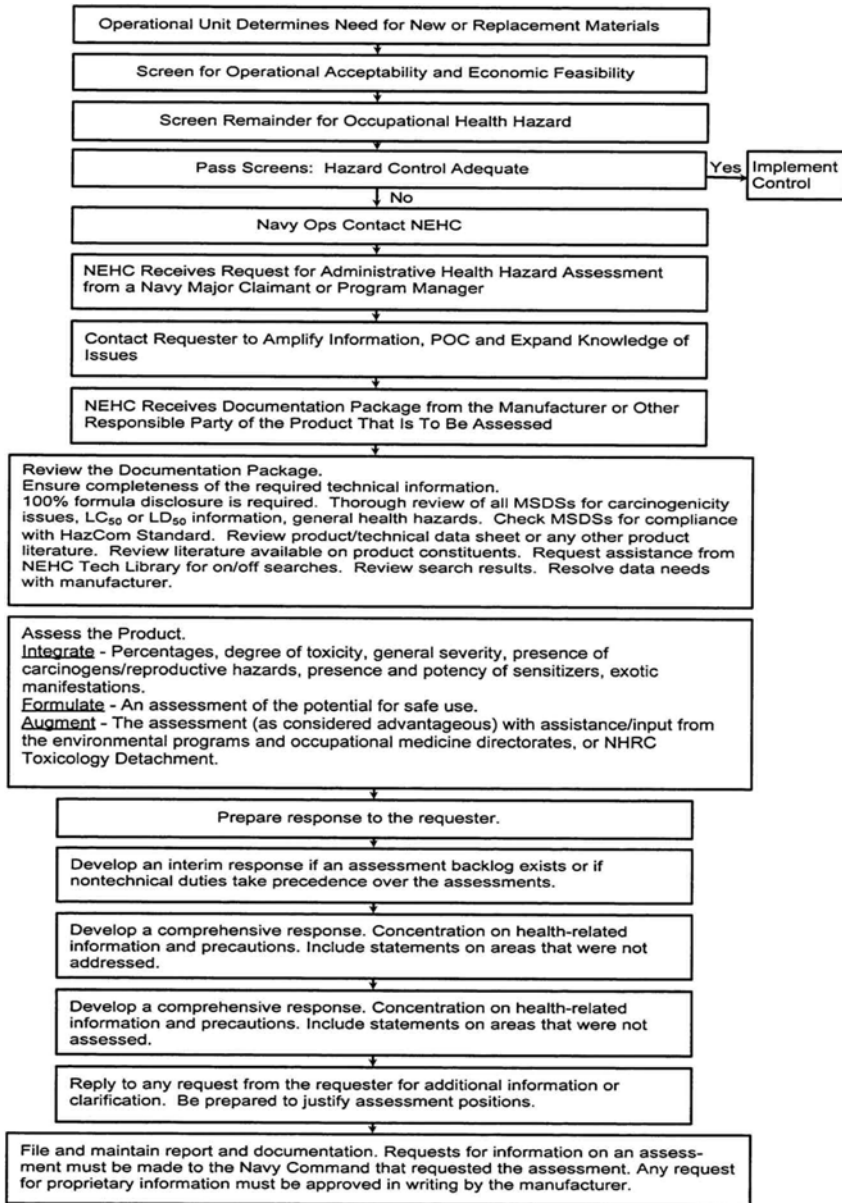 Operational Unit Determines Need for New or Replacement Materials
Screen for Operational Acceptability and Economic Feasibility
Screen Remainder for Occupational Health Hazard
Pass Screens: Hazard Control Adequate
Yes
Implement
Control
No
Navy Ops Contact NEHC
NEHC Receives Request for Administrative Health Hazard Assessment
from a Navy Major Claimant or Program Manager
Contact Requester to Amplify Information, POC and Expand Knowledge of
Issues
NEHC Receives Documentation Package from the Manufacturer or Other
Responsible Party of the Product That Is To Be Assessed
Review the Documentation Package.
Ensure completeness of the required technical information.
100% formula disclosure is required. Thorough review of all MSDSs for carcinogenicity
issues, LC₅₀ or LD₅₀ information, general health hazards. Check MSDSs for compliance
with HazCom Standard. Review product/technical data sheet or any other product
literature. Review literature available on product constituents. Request assistance from
NEHC Tech Library for on/off searches. Review search results. Resolve data needs
with manufacturer.
Assess the Product.
Integrate - Percentages, degree of toxicity, general severity, presence of
carcinogens/reproductive hazards, presence and potency of sensitizers, exotic
manifestations.
Formulate - An assessment of the potential for safe use.
Augment - The assessment (as considered advantageous) with assistance/input from
the environmental programs and occupational medicine directorates, or NHRC
Toxicology Detachment.
Prepare response to the requester.
Develop an interim response if an assessment backlog exists or if
nontechnical duties take precedence over the assessments.
Develop a comprehensive response. Concentration on health-related
information and precautions. Include statements on areas that were not
addressed.
Develop a comprehensive response. Concentration on health-related
information and precautions. Include statements on areas that were not
assessed.
Reply to any request from the requester for additional information or
clarification. Be prepared to justify assessment positions.
File and maintain report and documentation. Requests for information on an assess-
ment must be made to the Navy Command that requested the assessment. Any request
for proprietary information must be approved in writing by the manufacturer.